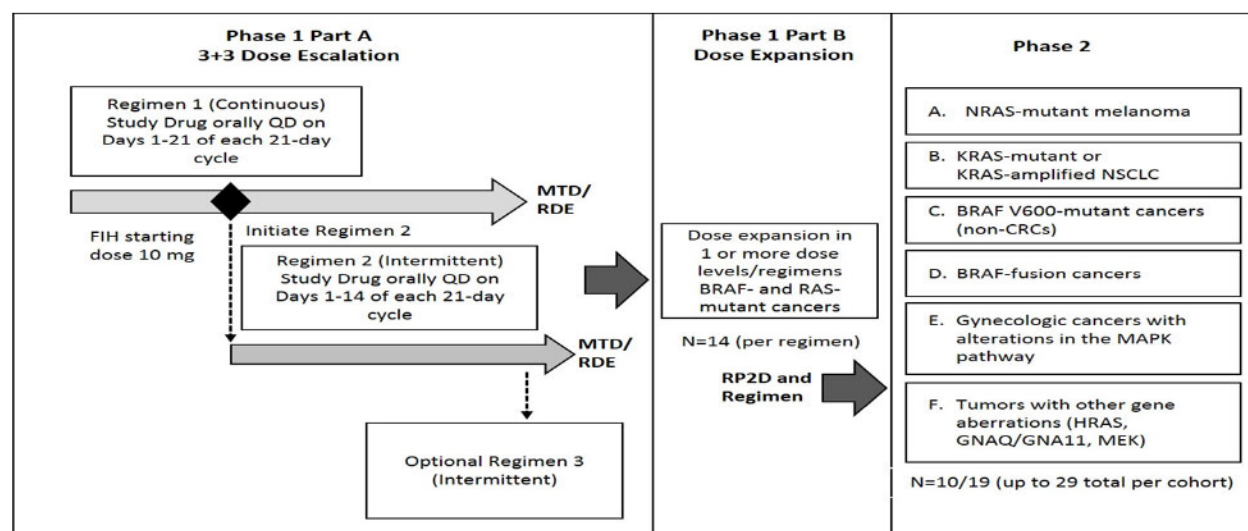 Phase 1 Part A
3+3 Dose Escalation
Regimen 1 (Continuous)
Study Drug orally QD on
Days 1-21 of each 21-day
cycle
MTD/
RDE
FIH starting
dose 10 mg
Initiate Regimen 2
Regimen 2 (Intermittent)
Study Drug orally QD on
Days 1-14 of each 21-day
cycle
MTD/
RDE
Optional Regimen 3
(Intermittent)
Phase 1 Part B
Dose Expansion
Dose expansion in
1 or more dose
levels/regimens
BRAF- and RAS-
mutant cancers
N=14 (per regimen)
RP2D and
Regimen
Phase 2
A. NRAS-mutant melanoma
B. KRAS-mutant or
KRAS-amplified NSCLC
C. BRAF V600-mutant cancers
(non-CRCs)
D. BRAF-fusion cancers
E. Gynecologic cancers with
alterations in the MAPK
pathway
F. Tumors with other gene
aberrations (HRAS,
GNAQ/GNA11, MEK)
N=10/19 (up to 29 total per cohort)